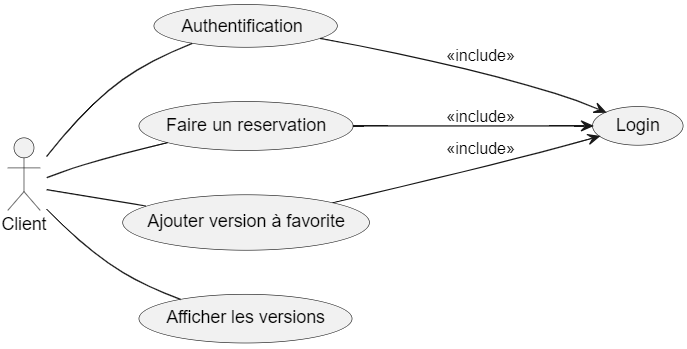 Authentification
«include»
Faire un reservation
«include»
Login
«include»
Client
Ajouter version à favorite
Afficher les versions